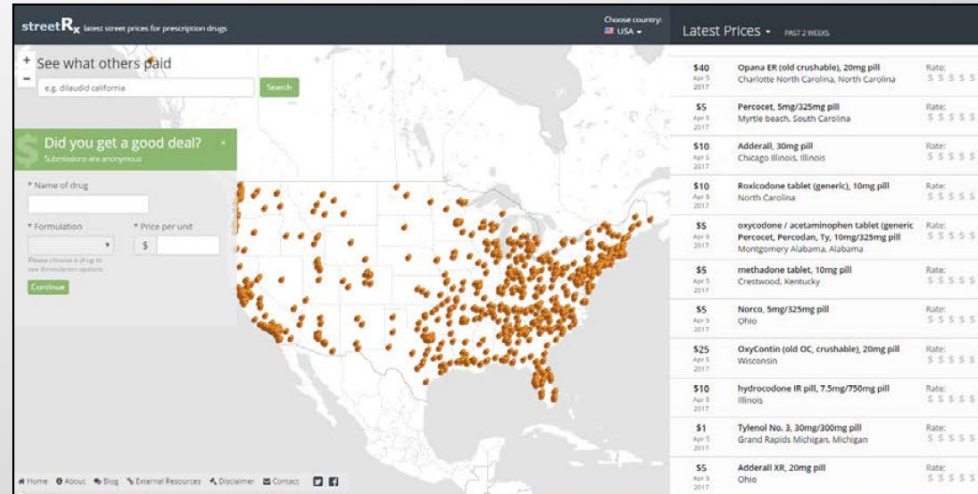 streetRx latest street prices for prescription drugs
Choose country:
USA
+ See what others paid
-
e.g. dilaudid california
Search
$ Did you get a good deal? ×
Submissions are anonymous
* Name of drug
* Formulation
* Price per unit
$
Please choose a drug to
see formulation options
Continue
Home About Blog External Resources Disclaimer Contact
Latest Prices PAST 2 WEEKS
$40 Opana ER (old crushable), 20mg pill Rate:
Apr 5 Charlotte North Carolina, North Carolina $ $ $ $ $
2017
$5 Percocet, 5mg/325mg pill Rate:
Apr 5 Myrtle beach, South Carolina $ $ $ $ $
2017
$10 Adderall, 30mg pill Rate:
Apr 5 Chicago Illinois, Illinois $ $ $ $ $
2017
$10 Roxicodone tablet (generic), 10mg pill Rate:
Apr 5 North Carolina $ $ $ $ $
2017
$5 oxycodone / acetaminophen tablet (generic Rate:
Apr 5 Percocet, Percodan, Ty, 10mg/325mg pill $ $ $ $ $
2017 Montgomery Alabama, Alabama
$5 methadone tablet, 10mg pill Rate:
Apr 5 Crestwood, Kentucky $ $ $ $ $
2017
$5 Norco, 5mg/325mg pill Rate:
Apr 5 Ohio $ $ $ $ $
2017
$25 OxyContin (old OC, crushable), 20mg pill Rate:
Apr 5 Wisconsin $ $ $ $ $
2017
$10 hydrocodone IR pill, 7.5mg/750mg pill Rate:
Apr 5 Illinois $ $ $ $ $
2017
$1 Tylenol No. 3, 30mg/300mg pill Rate:
Apr 5 Grand Rapids Michigan, Michigan $ $ $ $ $
2017
$5 Adderall XR, 20mg pill Rate:
Apr 5 Ohio $ $ $ $ $
2017